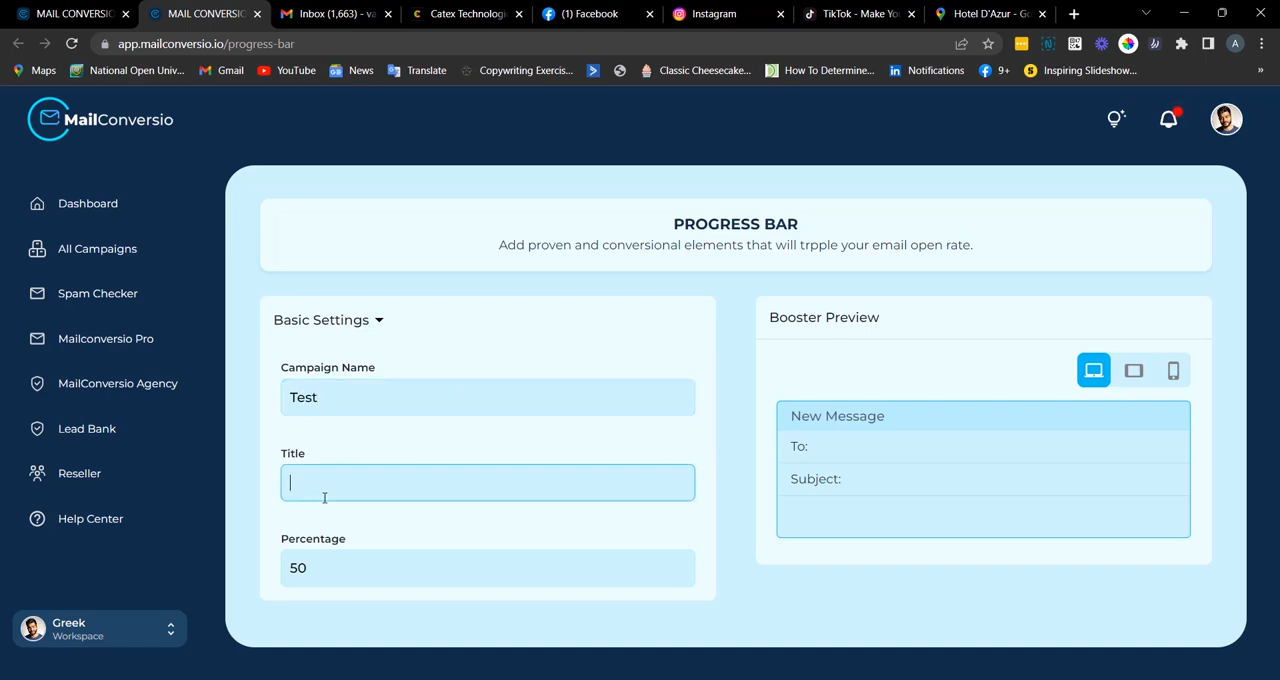 MAIL CONVERSIO
MAIL CONVERSIO
Inbox (1,663) - va
Catex Technologi
(1) Facebook
Instagram
TikTok - Make Yo
Hotel D'Azur - Go
app.mailconversio.io/progress-bar
A
Maps
National Open Univ...
Gmail
YouTube
News
Translate
Copywriting Exercis...
Classic Cheesecake...
How To Determine...
Notifications
9+
Inspiring Slideshow...
»
MailConversio
Dashboard
All Campaigns
Spam Checker
Mailconversio Pro
MailConversio Agency
Lead Bank
Reseller
Help Center
Greek
Workspace
PROGRESS BAR
Add proven and conversional elements that will trpple your email open rate.
Basic Settings
Campaign Name
Test
Title
Percentage
50
Booster Preview
New Message
To:
Subject: